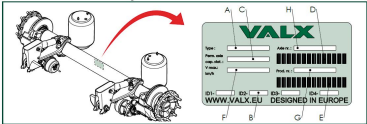 A C H D
VALX
Type : Axle nr. :
Perm. axle
cap. stat. :
V max.
km/h Prod. nr. :
ID1- ID2- ID3- ID4-
WWW.VALX.EU DESIGNED IN EUROPE
F B G E